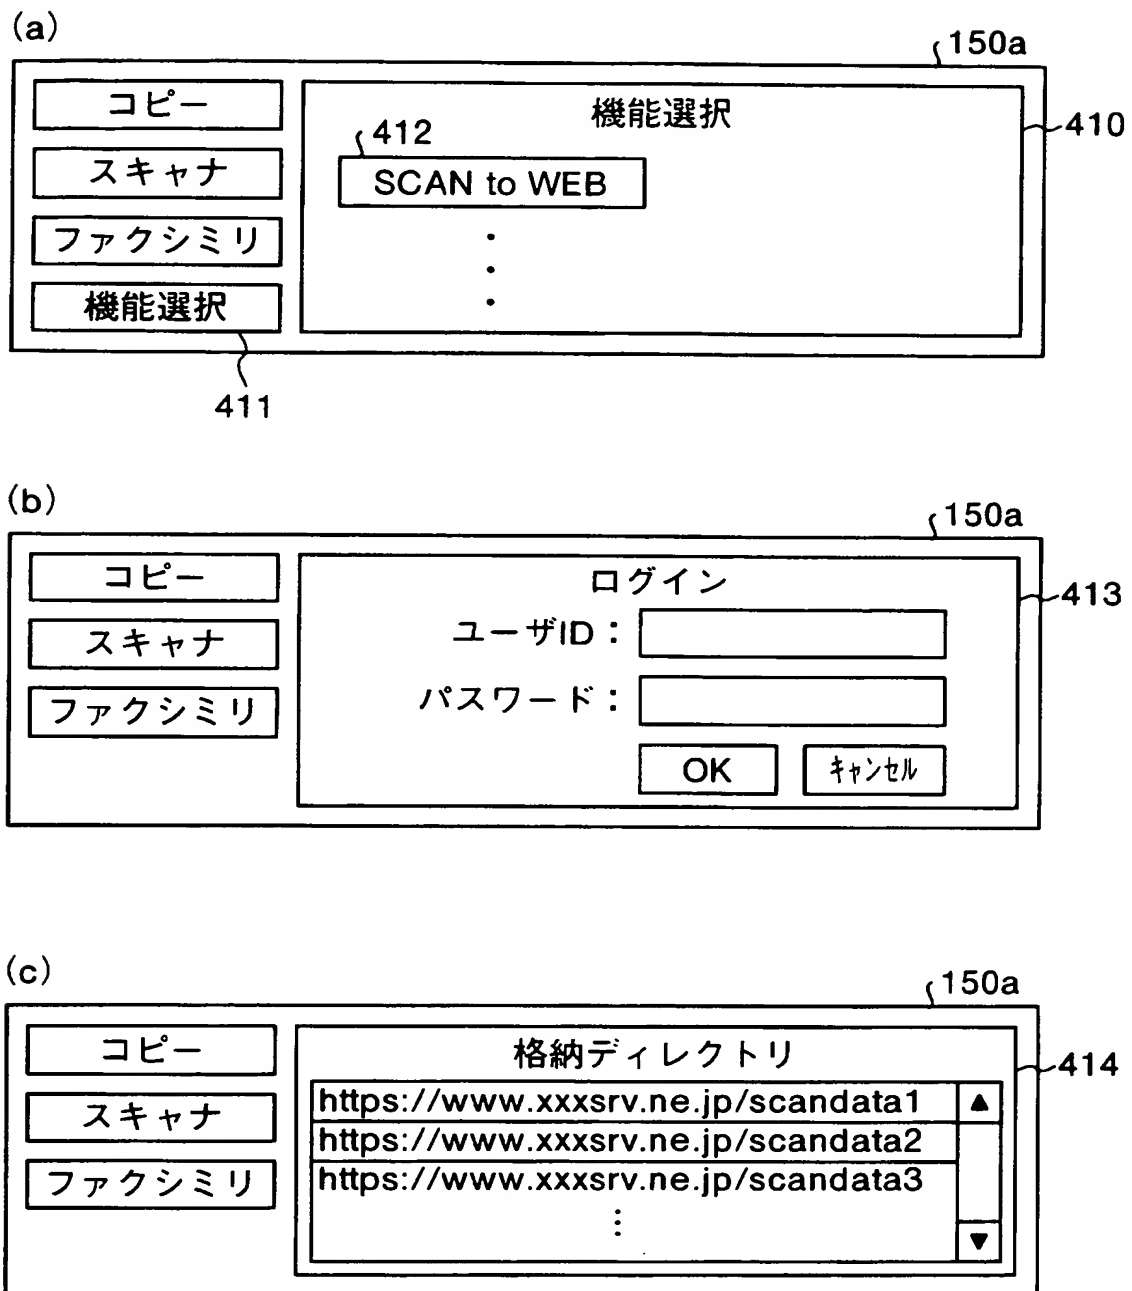 (a)
150a
コピー
スキャナ
ファクシミリ
機能選択
411
機能選択
410
412
SCAN to WEB
(b)
150a
コピー
スキャナ
ファクシミリ
ログイン
413
ユーザID：
パスワード：
OK
キャンセル
(c)
150a
コピー
スキャナ
ファクシミリ
格納ディレクトリ
414
https://www.xxxsrv.ne.jp/scandata1
▲
https://www.xxxsrv.ne.jp/scandata2
https://www.xxxsrv.ne.jp/scandata3
▼